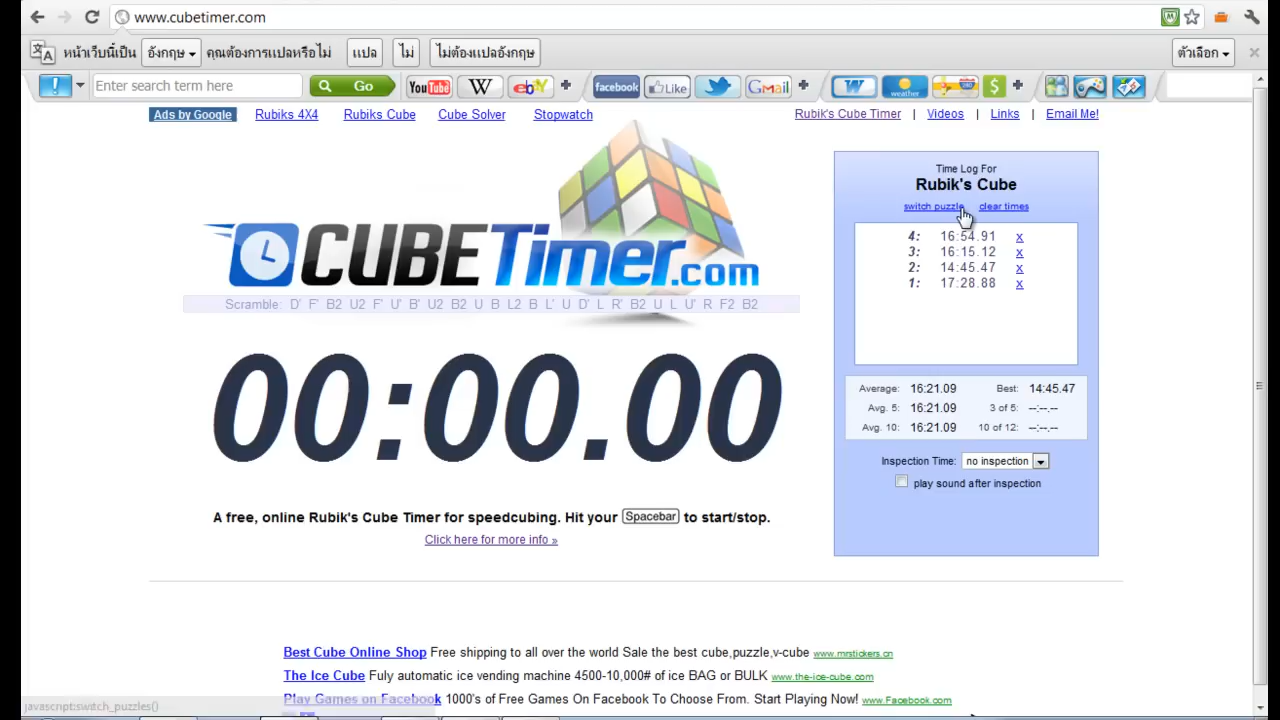 www.cubetimer.com
หน้าเว็บนี้เป็น อังกฤษ คุณต้องการแปลหรือไม่ แปล ไม่ ไม่ต้องแปลอังกฤษ ตัวเลือก
Enter search term here Go YouTube W ebY facebook Like Gmail W weather $
Ads by Google Rubiks 4X4 Rubiks Cube Cube Solver Stopwatch Rubik's Cube Timer | Videos | Links | Email Me!
Time Log For
Rubik's Cube
switch puzzle clear times
4: 16:54.91 x
3: 16:15.12 x
2: 14:45.47 x
1: 17:28.88 x
CUBETimer.com
Scramble: D' F' B2 U2 F' U' B' U2 B2 U B L2 B L' U D' L R' B2 U L U' R F2 B2
00:00.00
Average: 16:21.09 Best: 14:45.47
Avg. 5: 16:21.09 3 of 5: --:--.--
Avg. 10: 16:21.09 10 of 12: --:--.--
Inspection Time: no inspection
play sound after inspection
A free, online Rubik's Cube Timer for speedcubing. Hit your Spacebar to start/stop.
Click here for more info »
Best Cube Online Shop Free shipping to all over the world Sale the best cube,puzzle,v-cube www.mrstickers.cn
The Ice Cube Fuly automatic ice vending machine 4500-10,000# of ice BAG or BULK www.the-ice-cube.com
Play Games on Facebook 1000's of Free Games On Facebook To Choose From. Start Playing Now! www.Facebook.com
javascript:switch_puzzles()